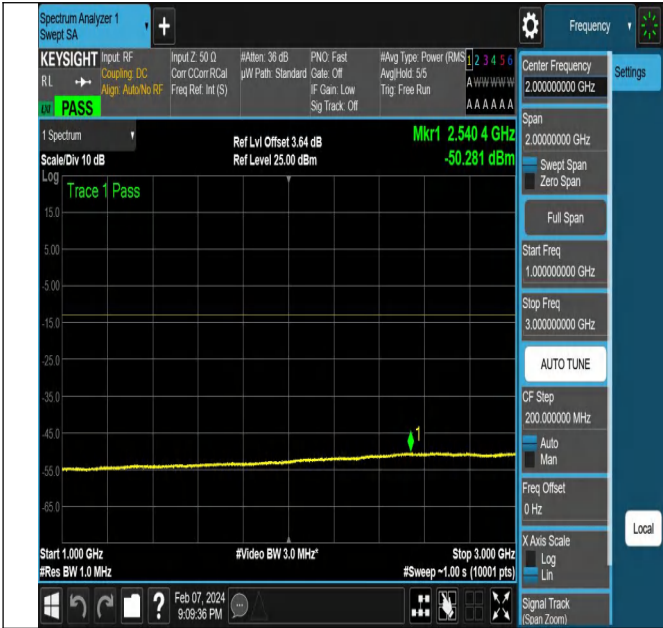 Spectrum Analyzer 1
Swept SA
Frequency
KEYSIGHT
RL
PASS
Input: RF
Coupling: DC
Align: Auto/No RF
Input Z: 50 Ω
Corr CCorr RCal
Freq Ref: Int (S)
#Atten: 36 dB
µW Path: Standard
PNO: Fast
Gate: Off
IF Gain: Low
Sig Track: Off
#Avg Type: Power (RMS
Avg|Hold: 5/5
Trig: Free Run
1 2 3 4 5 6
A W W W W W
A A A A A A
1 Spectrum
Scale/Div 10 dB
Ref Lvl Offset 3.64 dB
Ref Level 25.00 dBm
Mkr1 2.540 4 GHz
-50.281 dBm
Log
Trace 1 Pass
15.0
5.00
-5.00
-15.0
-25.0
-35.0
-45.0
-55.0
-65.0
1
Start 1.000 GHz
#Res BW 1.0 MHz
#Video BW 3.0 MHz*
Stop 3.000 GHz
#Sweep ~1.00 s (10001 pts)
Feb 07, 2024
9:09:36 PM
Center Frequency
2.000000000 GHz
Settings
Span
2.00000000 GHz
Swept Span
Zero Span
Full Span
Start Freq
1.000000000 GHz
Stop Freq
3.000000000 GHz
AUTO TUNE
CF Step
200.000000 MHz
Auto
Man
Freq Offset
0 Hz
X Axis Scale
Log
Lin
Local
Signal Track
(Span Zoom)